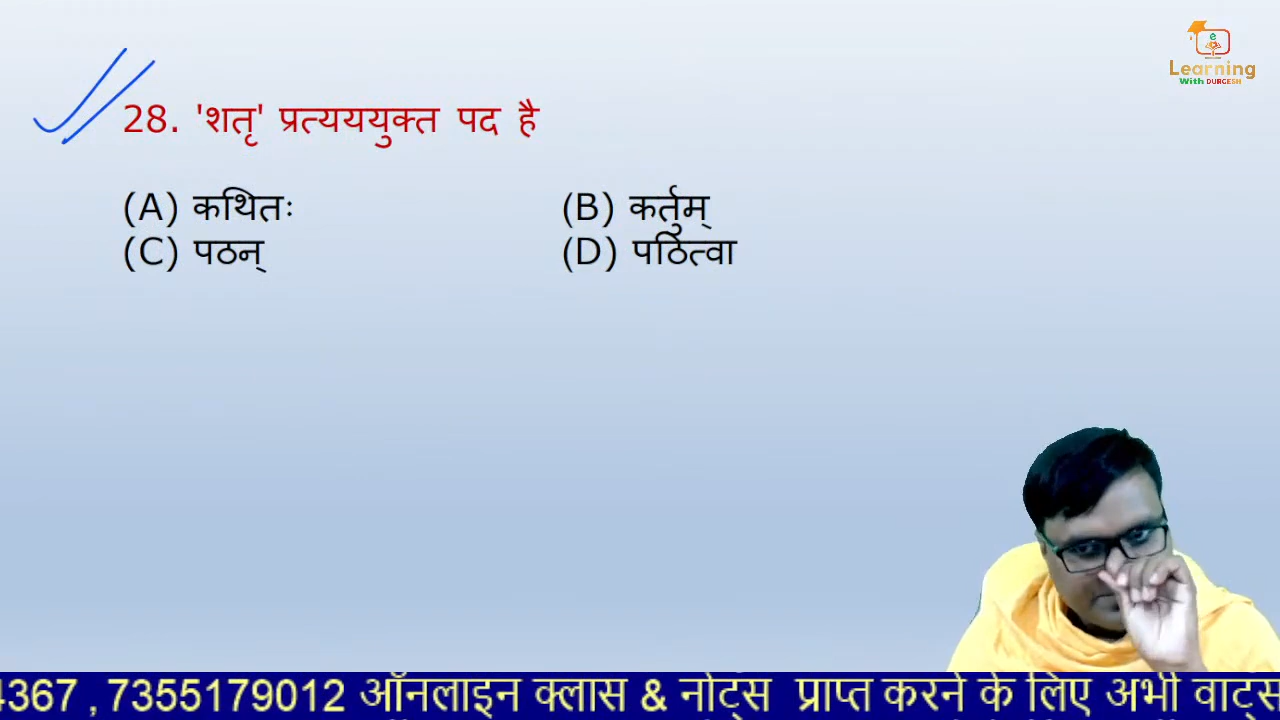 e
Learning
With DURGESH
28. 'शतृ' प्रत्यययुक्त पद है
(A) कथितः (B) कर्तुम्
(C) पठन् (D) पठित्वा
4367 , 7355179012 ऑनलाइन क्लास & नोट्स प्राप्त करने के लिए अभी वाट्स